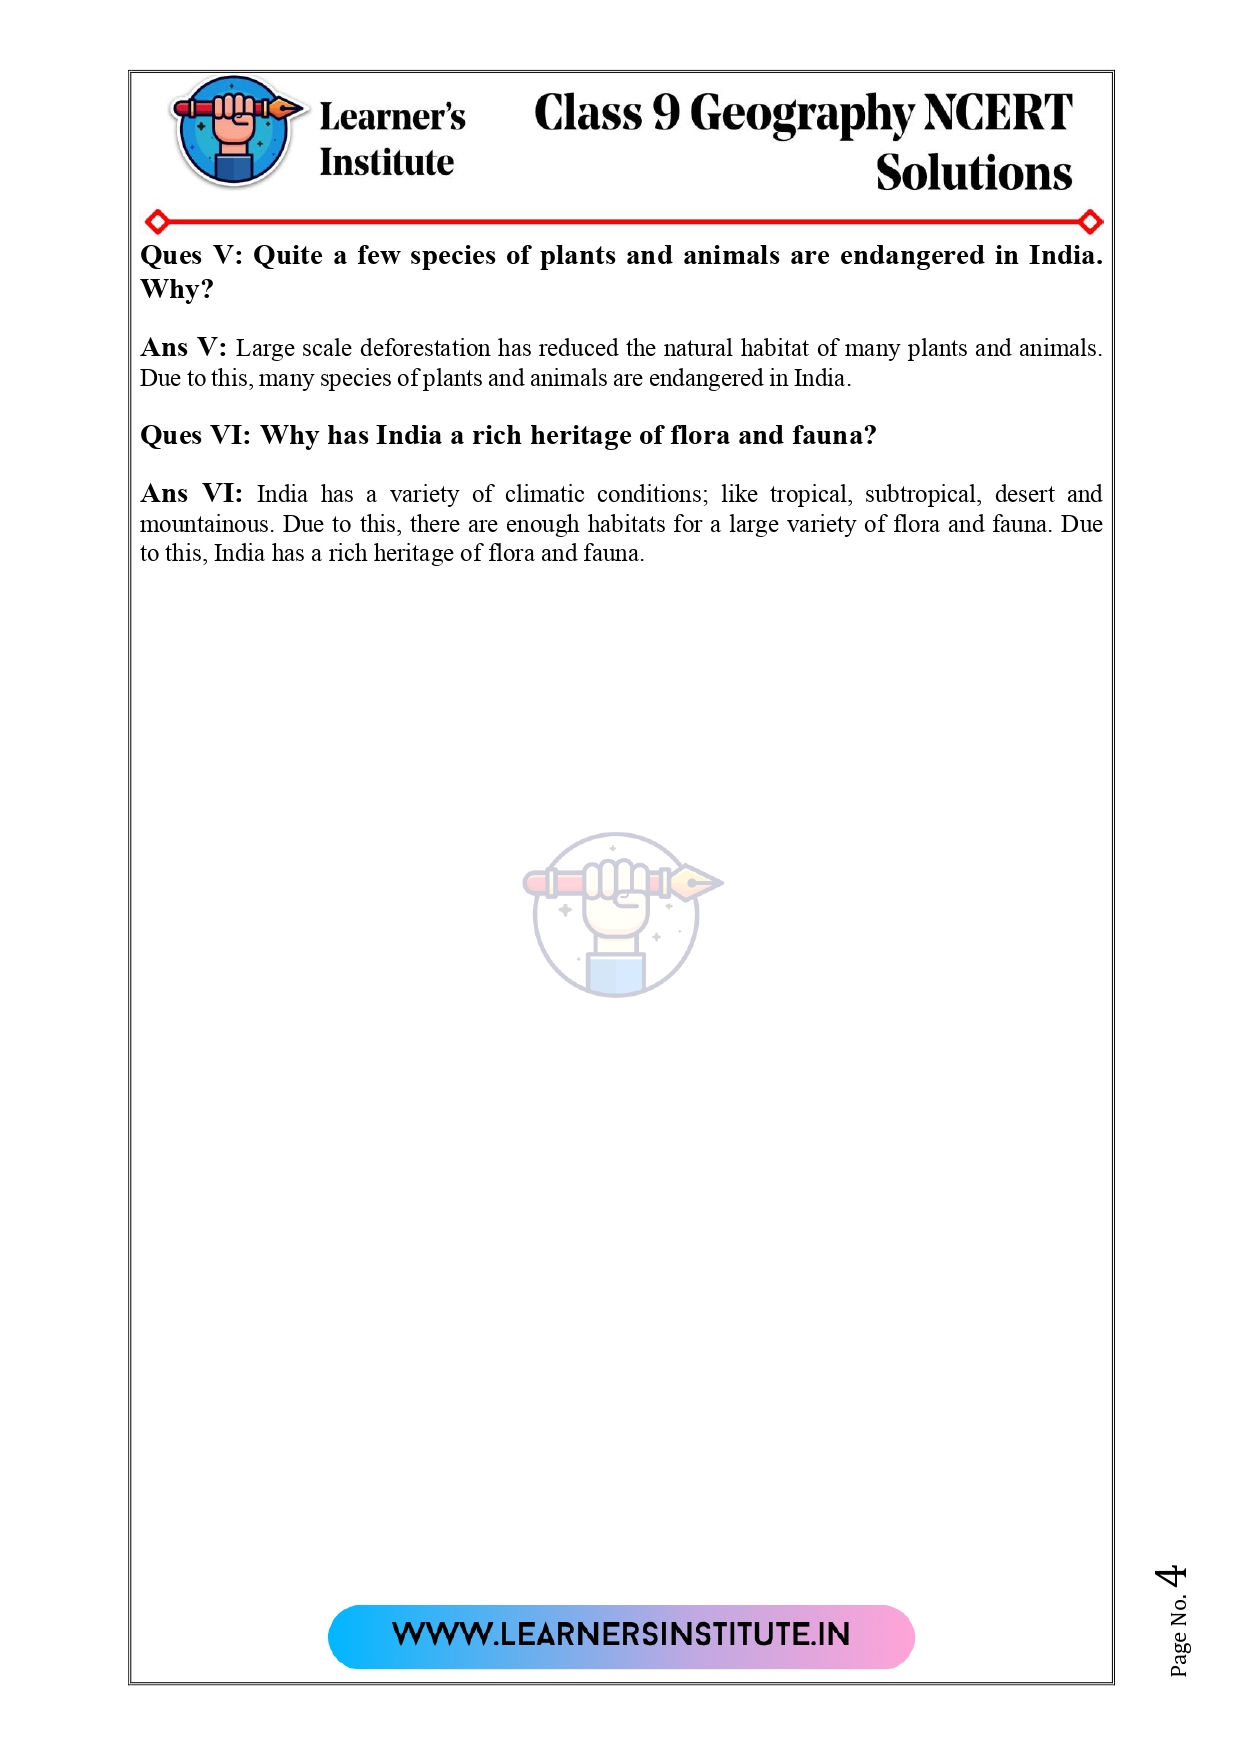 Learner's
Institute
Class 9 Geography NCERT
Solutions
Ques V: Quite a few species of plants and animals are endangered in India.
Why?
Ans V: Large scale deforestation has reduced the natural habitat of many plants and animals.
Due to this, many species of plants and animals are endangered in India.
Ques VI: Why has India a rich heritage of flora and fauna?
Ans VI: India has a variety of climatic conditions; like tropical, subtropical, desert and
mountainous. Due to this, there are enough habitats for a large variety of flora and fauna. Due
to this, India has a rich heritage of flora and fauna.
WWW.LEARNERSINSTITUTE.IN
Page No. 4